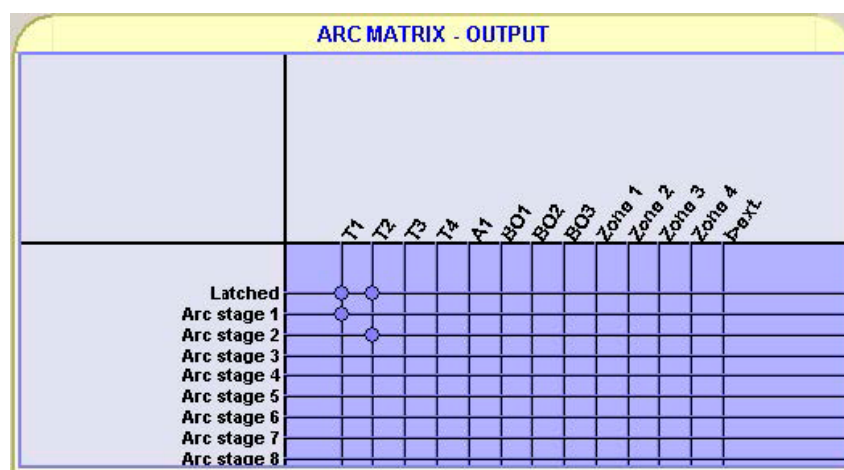 ARC MATRIX - OUTPUT
T1 T2 T3 T4 A1 BO1 BO2 BO3 Zone 1 Zone 2 Zone 3 Zone 4 I>ext.
Latched
Arc stage 1
Arc stage 2
Arc stage 3
Arc stage 4
Arc stage 5
Arc stage 6
Arc stage 7
Arc stage 8